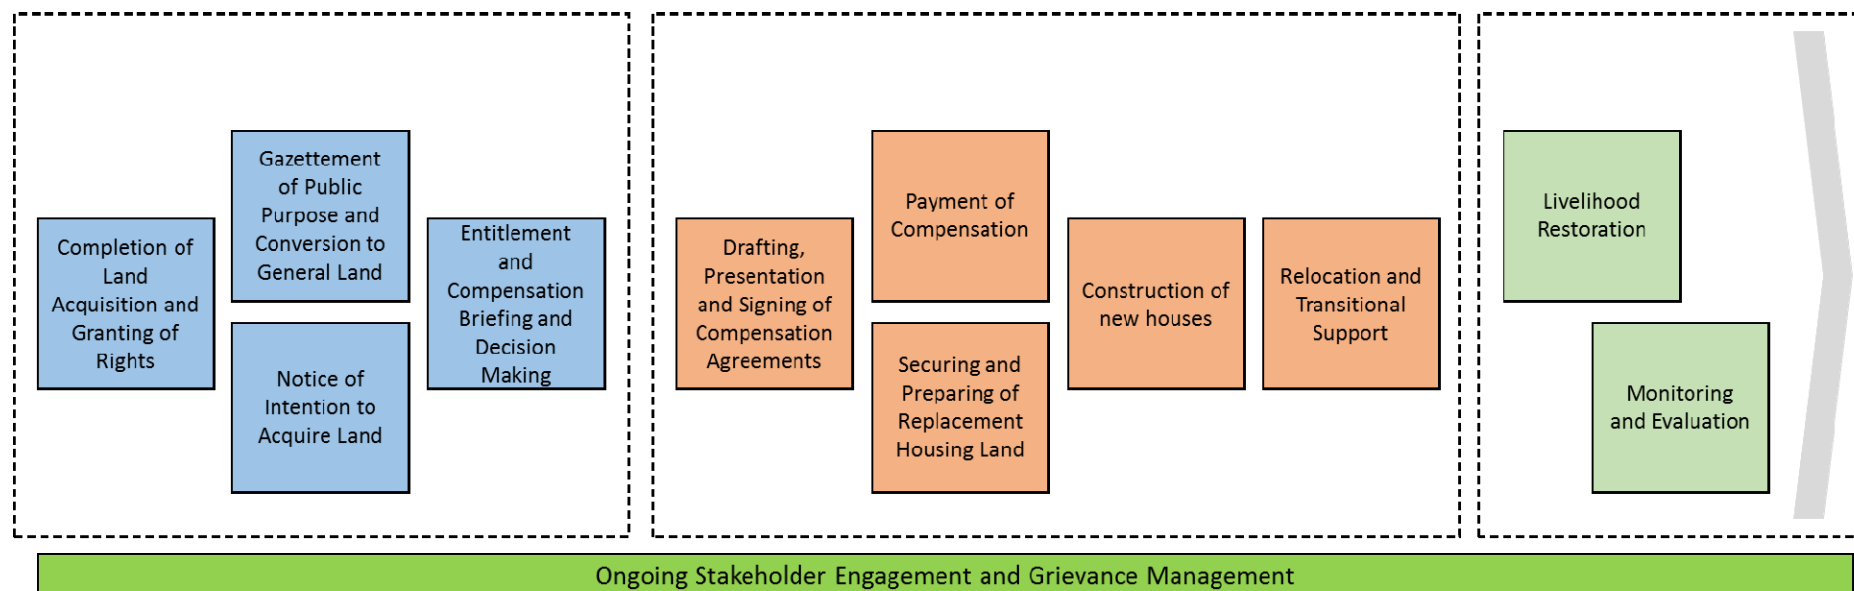 Completion of
Land
Acquisition and
Granting of
Rights
Gazettement
of Public
Purpose and
Conversion to
General Land
Notice of
Intention to
Acquire Land
Entitlement
and
Compensation
Briefing and
Decision
Making
Drafting,
Presentation
and Signing of
Compensation
Agreements
Payment of
Compensation
Securing and
Preparing of
Replacement
Housing Land
Construction of
new houses
Relocation and
Transitional
Support
Livelihood
Restoration
Monitoring
and Evaluation
Ongoing Stakeholder Engagement and Grievance Management